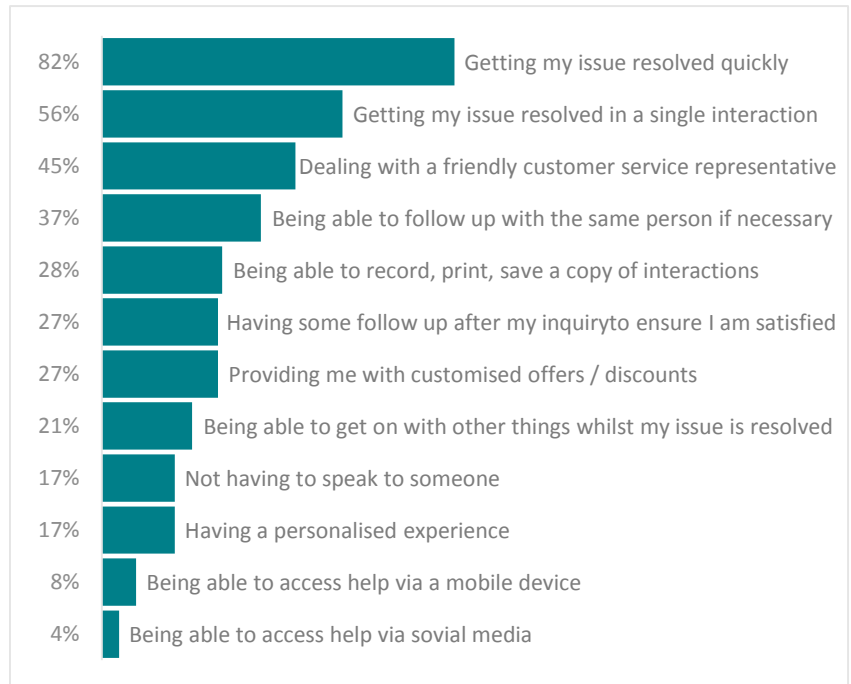 82% Getting my issue resolved quickly
56% Getting my issue resolved in a single interaction
45% Dealing with a friendly customer service representative
37% Being able to follow up with the same person if necessary
28% Being able to record, print, save a copy of interactions
27% Having some follow up after my inquiryto ensure I am satisfied
27% Providing me with customised offers / discounts
21% Being able to get on with other things whilst my issue is resolved
17% Not having to speak to someone
17% Having a personalised experience
8% Being able to access help via a mobile device
4% Being able to access help via sovial media